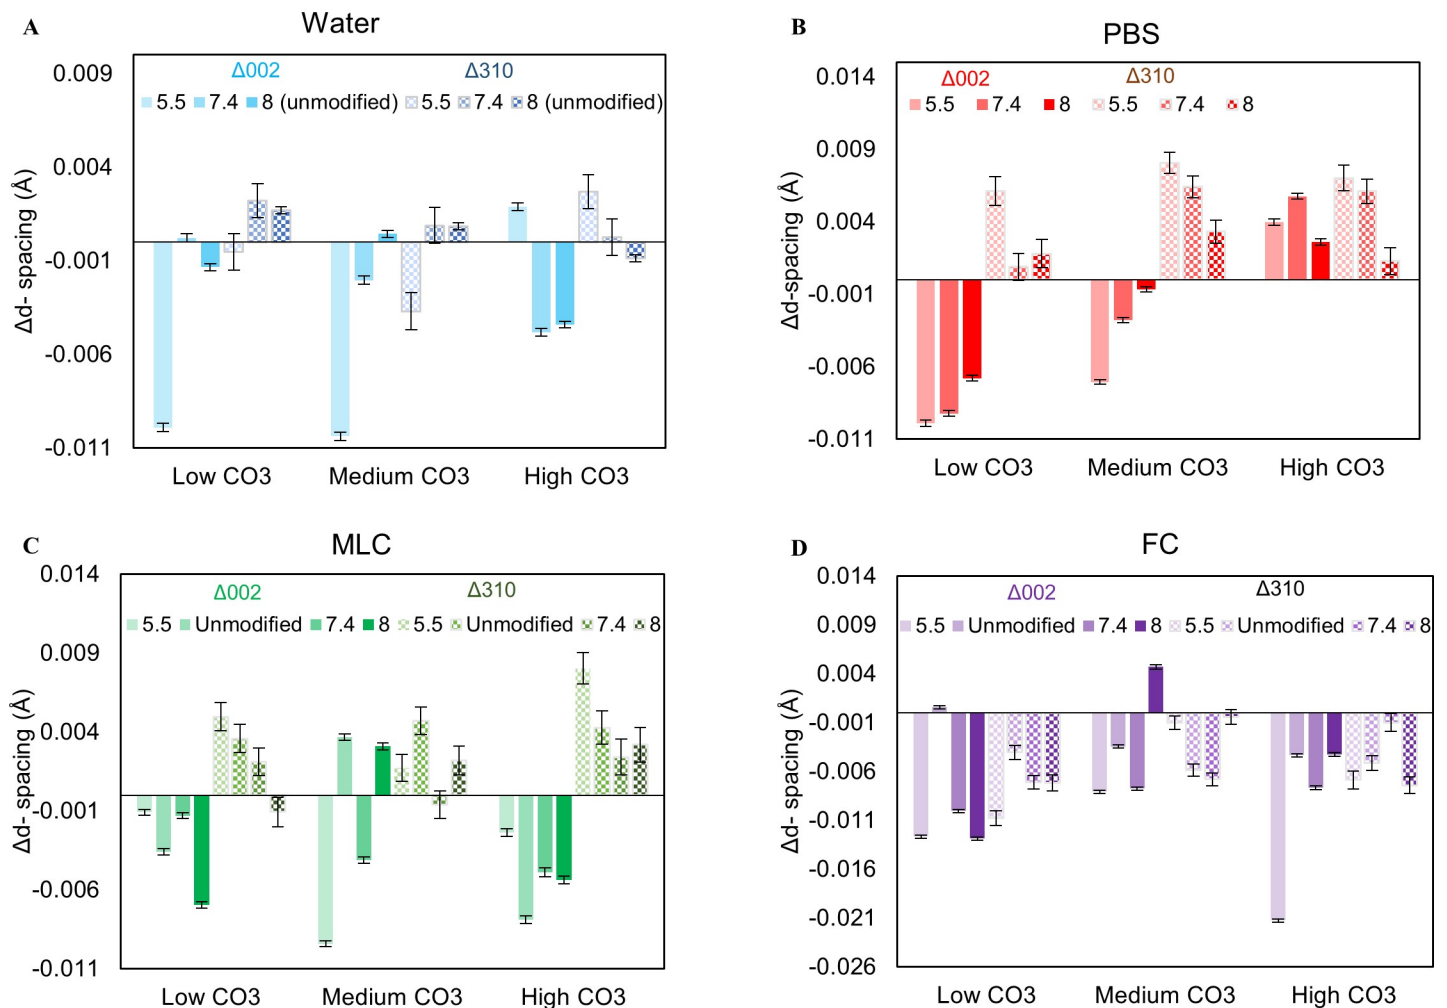 A
Water
Δ002
Δ310
5.5 7.4 8 (unmodified) 5.5 7.4 8 (unmodified)
Δd- spacing (Å)
0.009
0.004
-0.001
-0.006
-0.011
Low CO3
Medium CO3
High CO3
B
PBS
Δ002
Δ310
5.5 7.4 8 5.5 7.4 8
Δd-spacing (Å)
0.014
0.009
0.004
-0.001
-0.006
-0.011
Low CO3
Medium CO3
High CO3
C
MLC
Δ002
Δ310
5.5 Unmodified 7.4 8 5.5 Unmodified 7.4 8
Δd- spacing (Å)
0.014
0.009
0.004
-0.001
-0.006
-0.011
Low CO3
Medium CO3
High CO3
D
FC
Δ002
Δ310
5.5 Unmodified 7.4 8 5.5 Unmodified 7.4 8
Δd- spacing (Å)
0.014
0.009
0.004
-0.001
-0.006
-0.011
-0.016
-0.021
-0.026
Low CO3
Medium CO3
High CO3